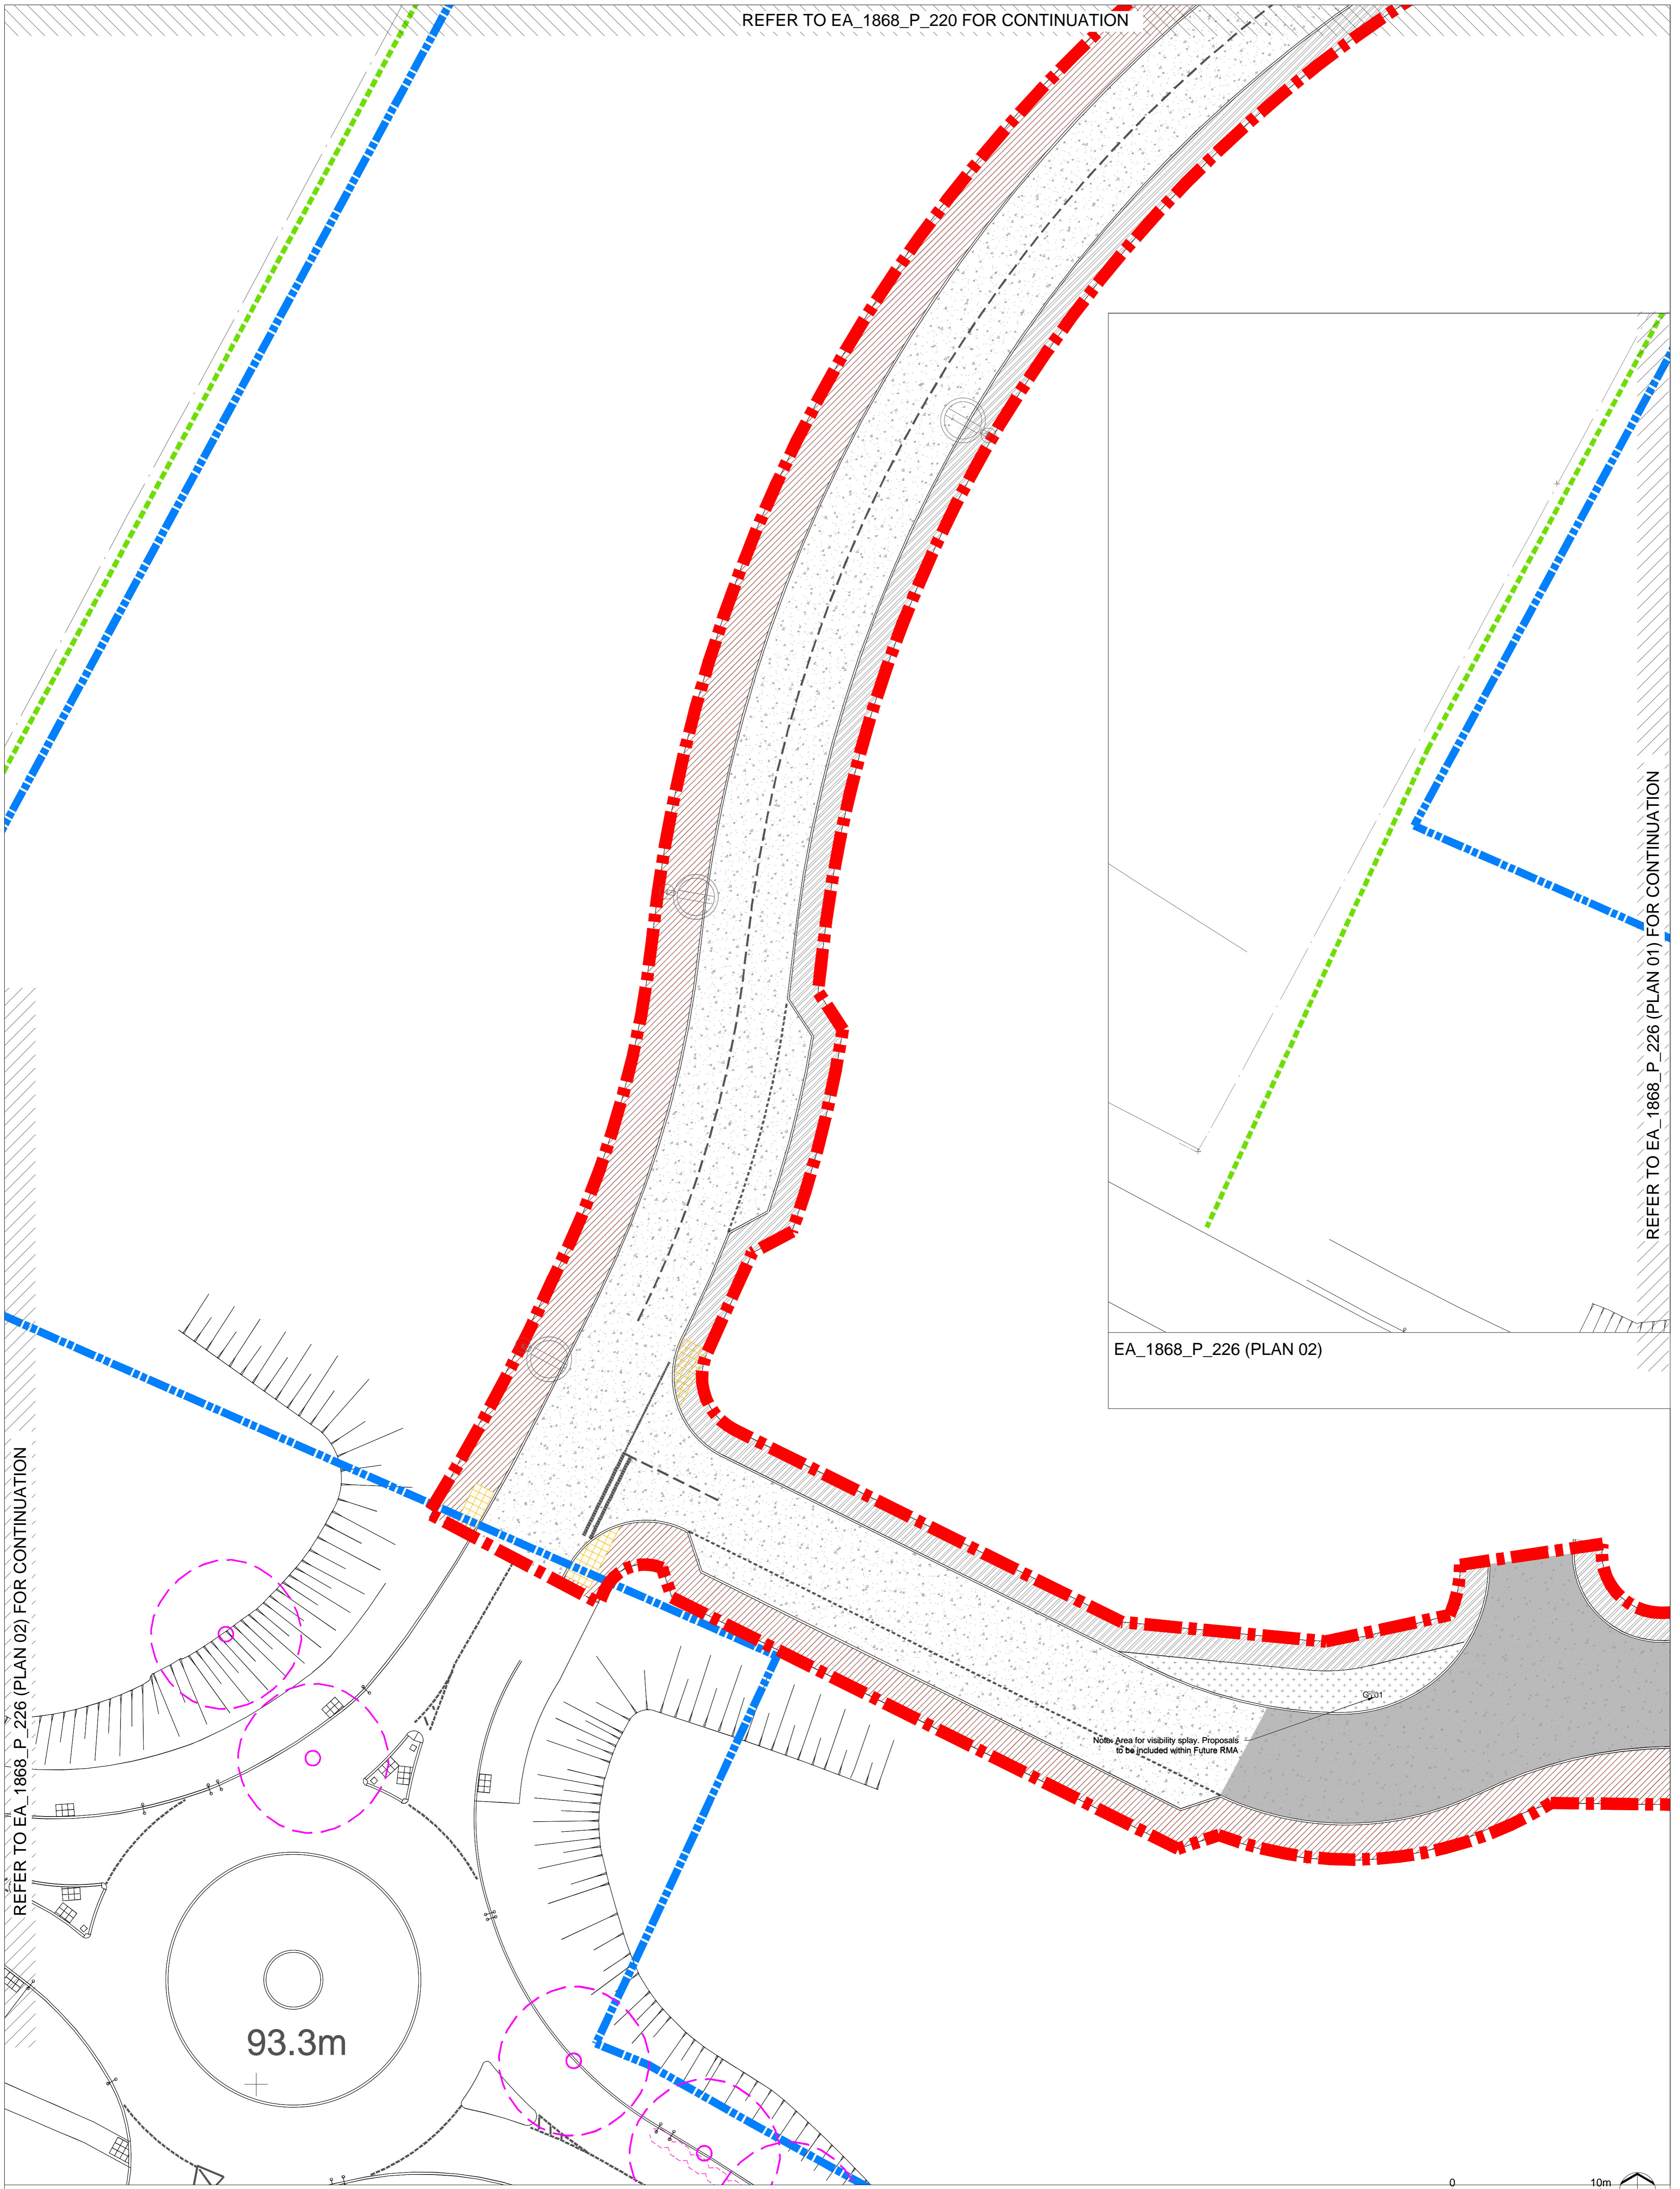 REFER TO EA_1868_P_220 FOR CONTINUATION
REFER TO EA_1868_P_226 (PLAN 01) FOR CONTINUATION
EA_1868_P_226 (PLAN 02)
REFER TO EA_1868_P_226 (PLAN 02) FOR CONTINUATION
Note: Area for visibility splay. Proposals
to be included within Future RMA
93.3m
0
10m